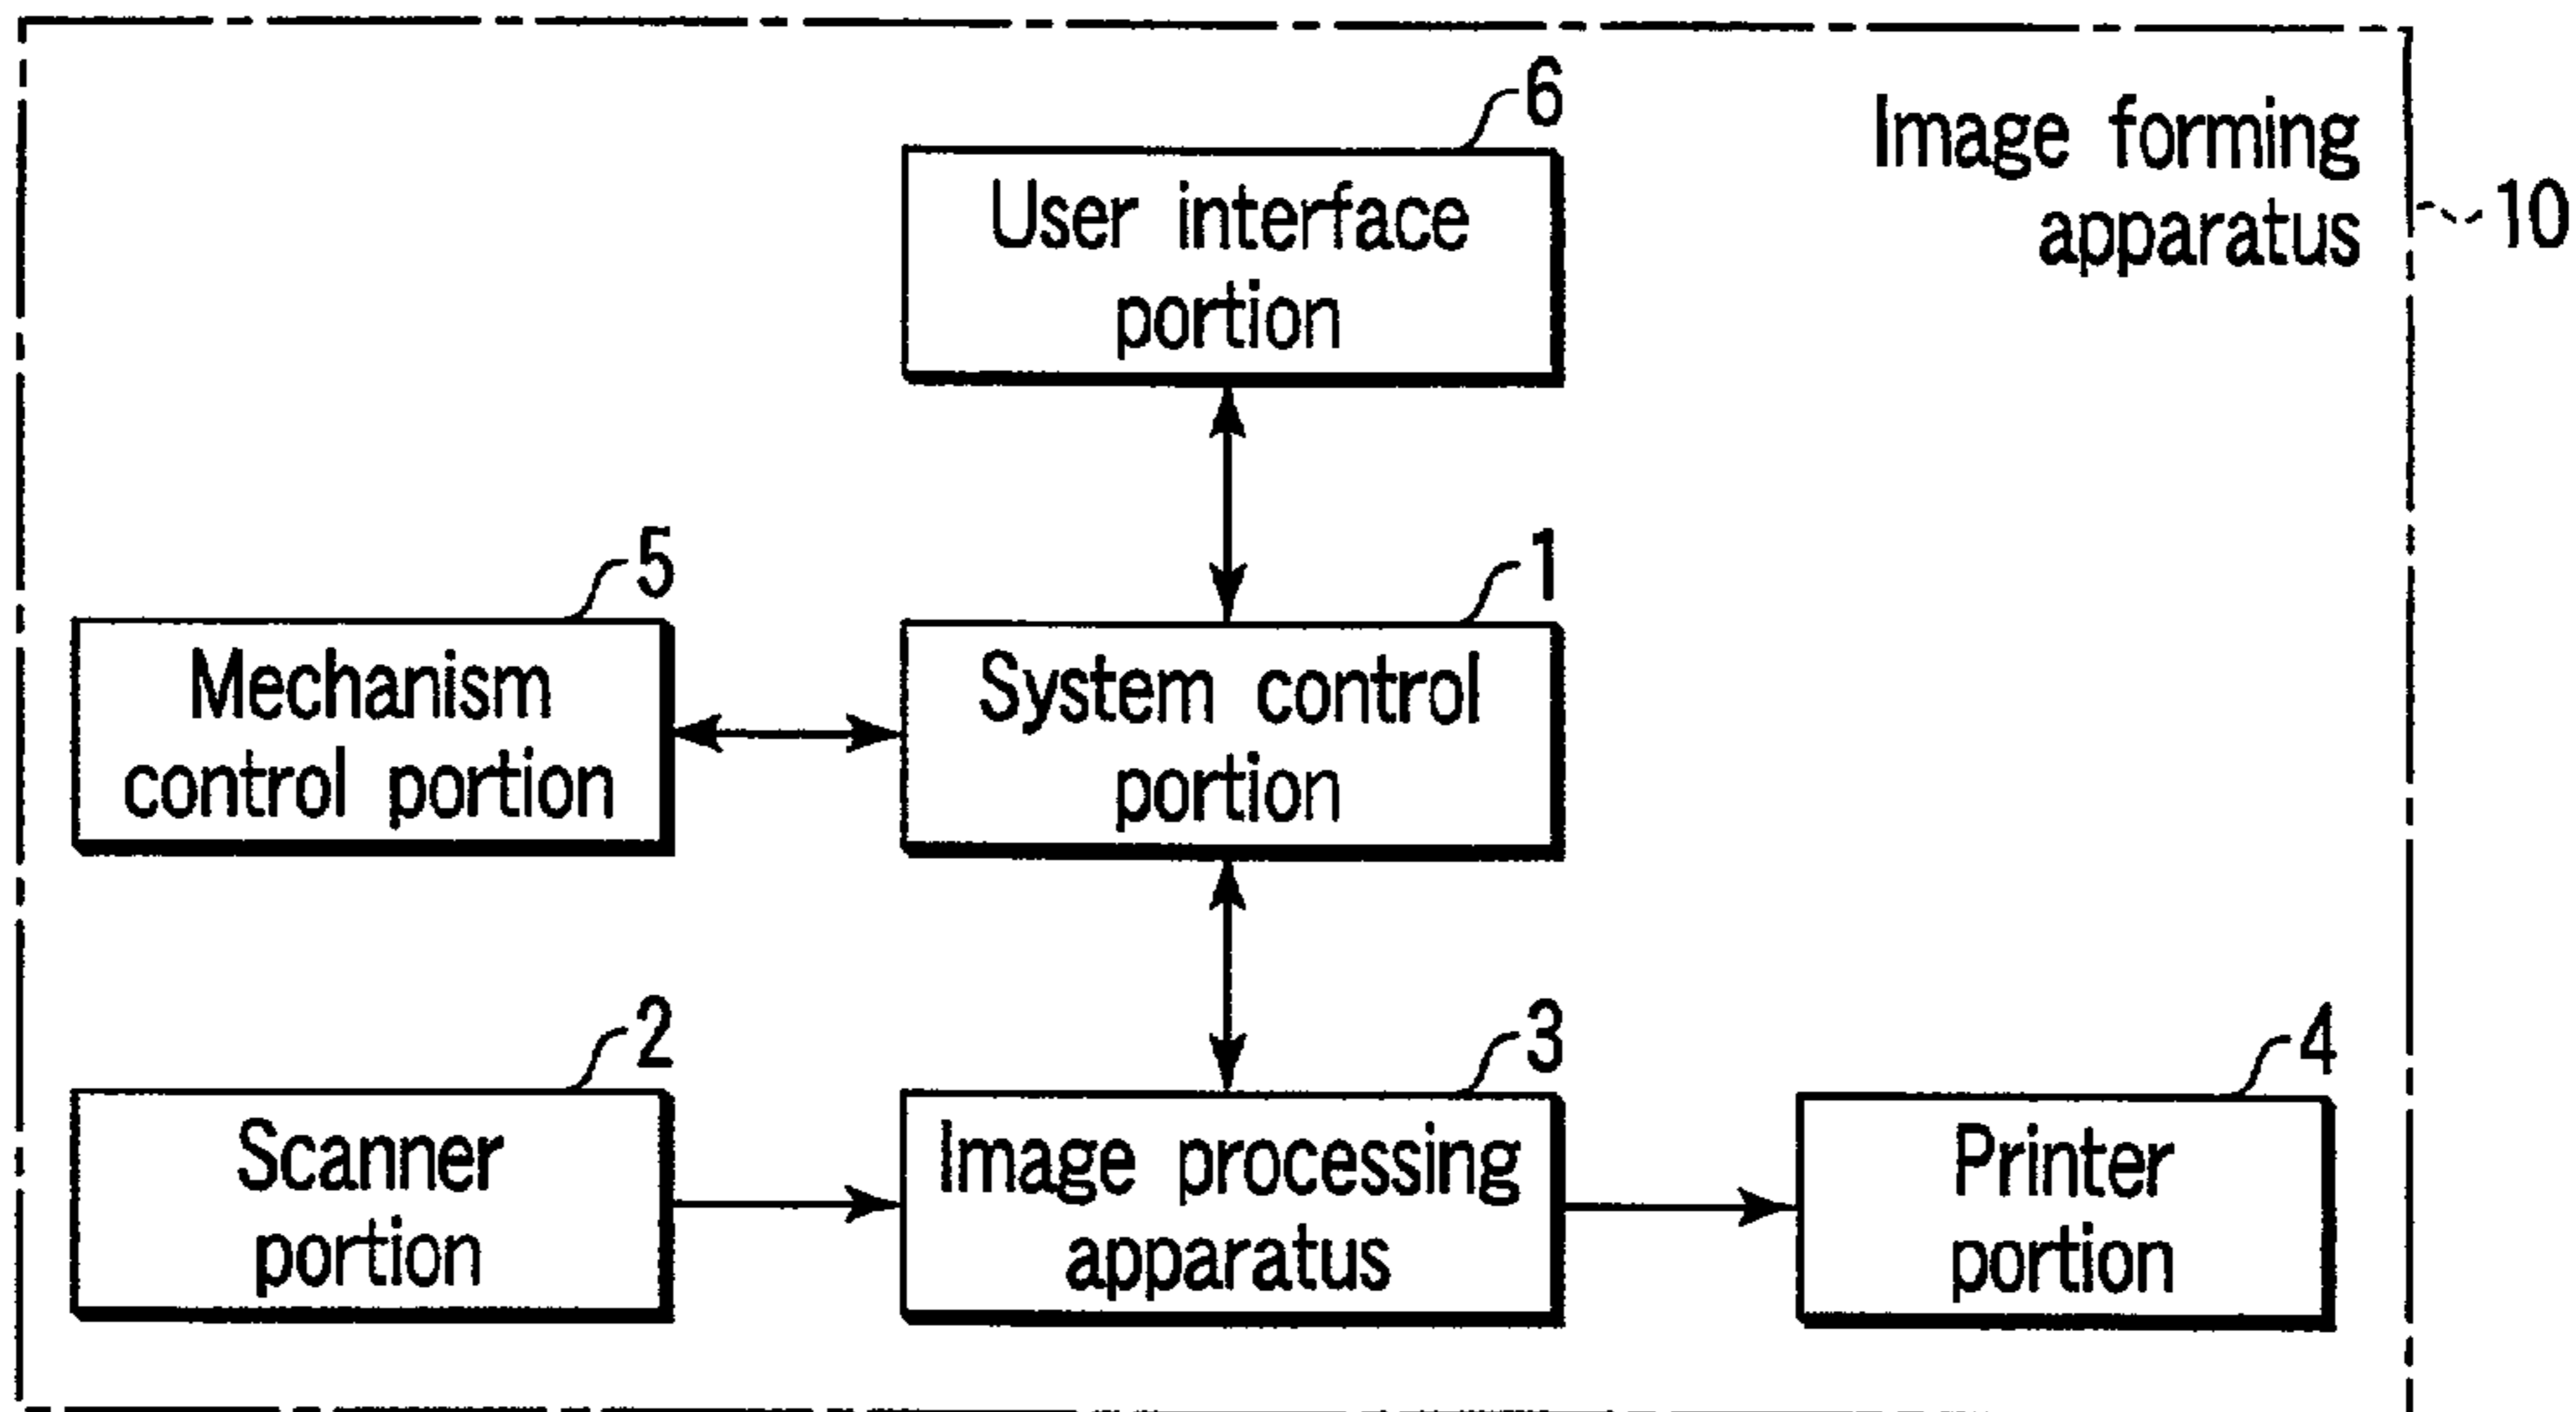 6
Image forming
apparatus
10
User interface
portion
5
1
Mechanism
control portion
System control
portion
2
3
4
Scanner
portion
Image processing
apparatus
Printer
portion